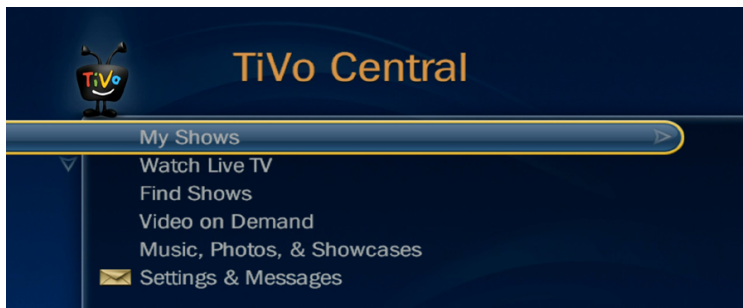 TiVo
TiVo Central
My Shows
Watch Live TV
Find Shows
Video on Demand
Music, Photos, & Showcases
Settings & Messages